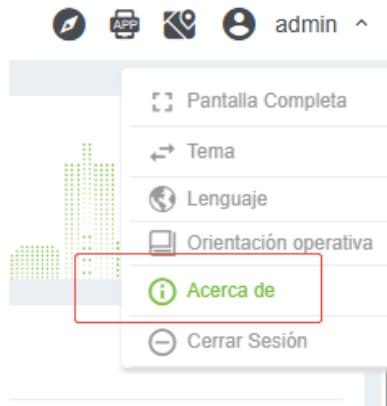 APP
admin
Pantalla Completa
Tema
Lenguaje
Orientación operativa
Acerca de
Cerrar Sesión